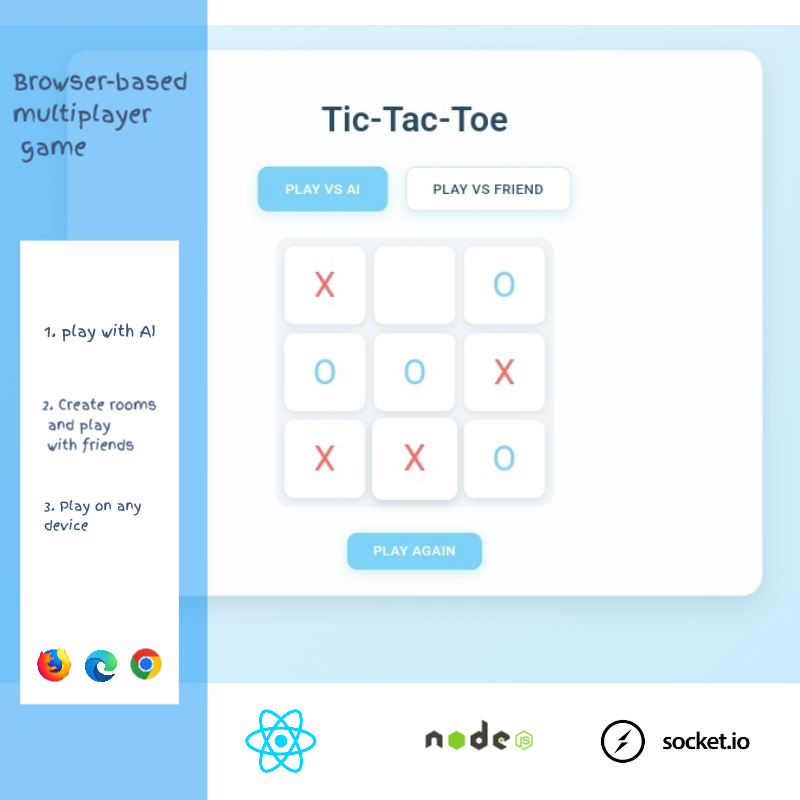 Browser-based
multiplayer
game
Tic-Tac-Toe
PLAY VS AI
PLAY VS FRIEND
X O
O O X
X X O
PLAY AGAIN
1. play with AI
2. Create rooms
and play
with friends
3. Play on any
device
node
JS
socket.io